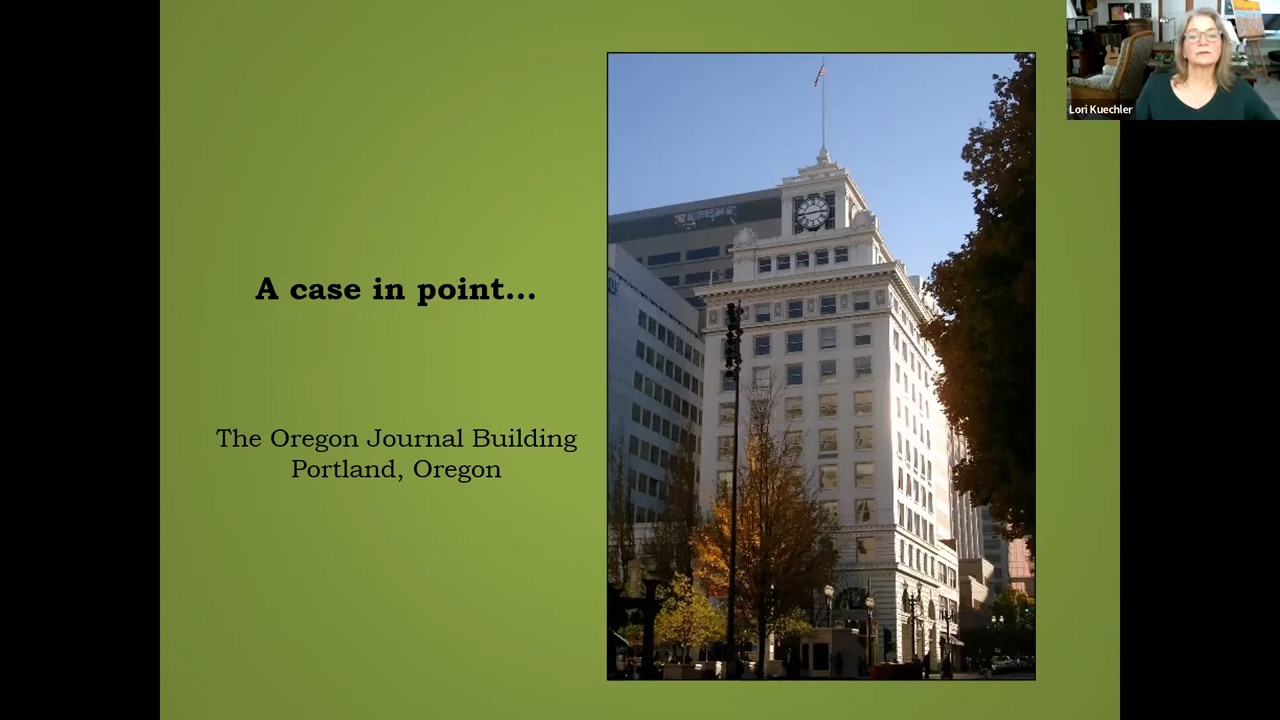 A case in point...
The Oregon Journal Building
Portland, Oregon
Lori Kuechler